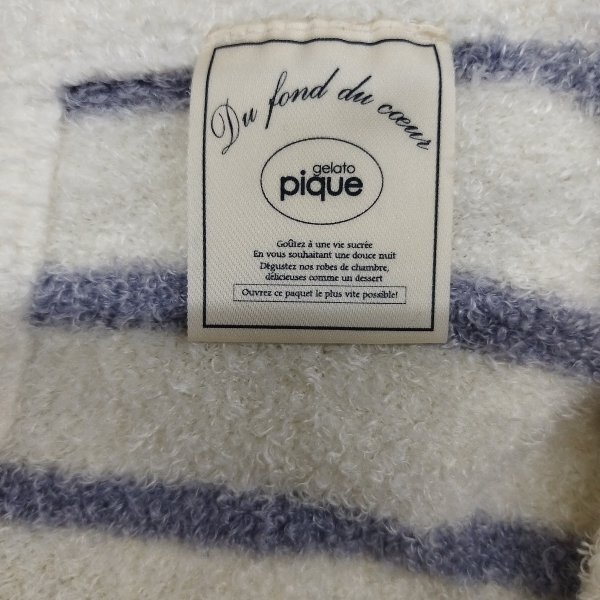 Du fond du cœur
gelato
pique
Goûtez à une vie sucrée
En vous souhaitant une douce nuit
Dégustez nos robes de chambre,
délicieuses comme un dessert
Ouvrez ce paquet le plus vite possible!